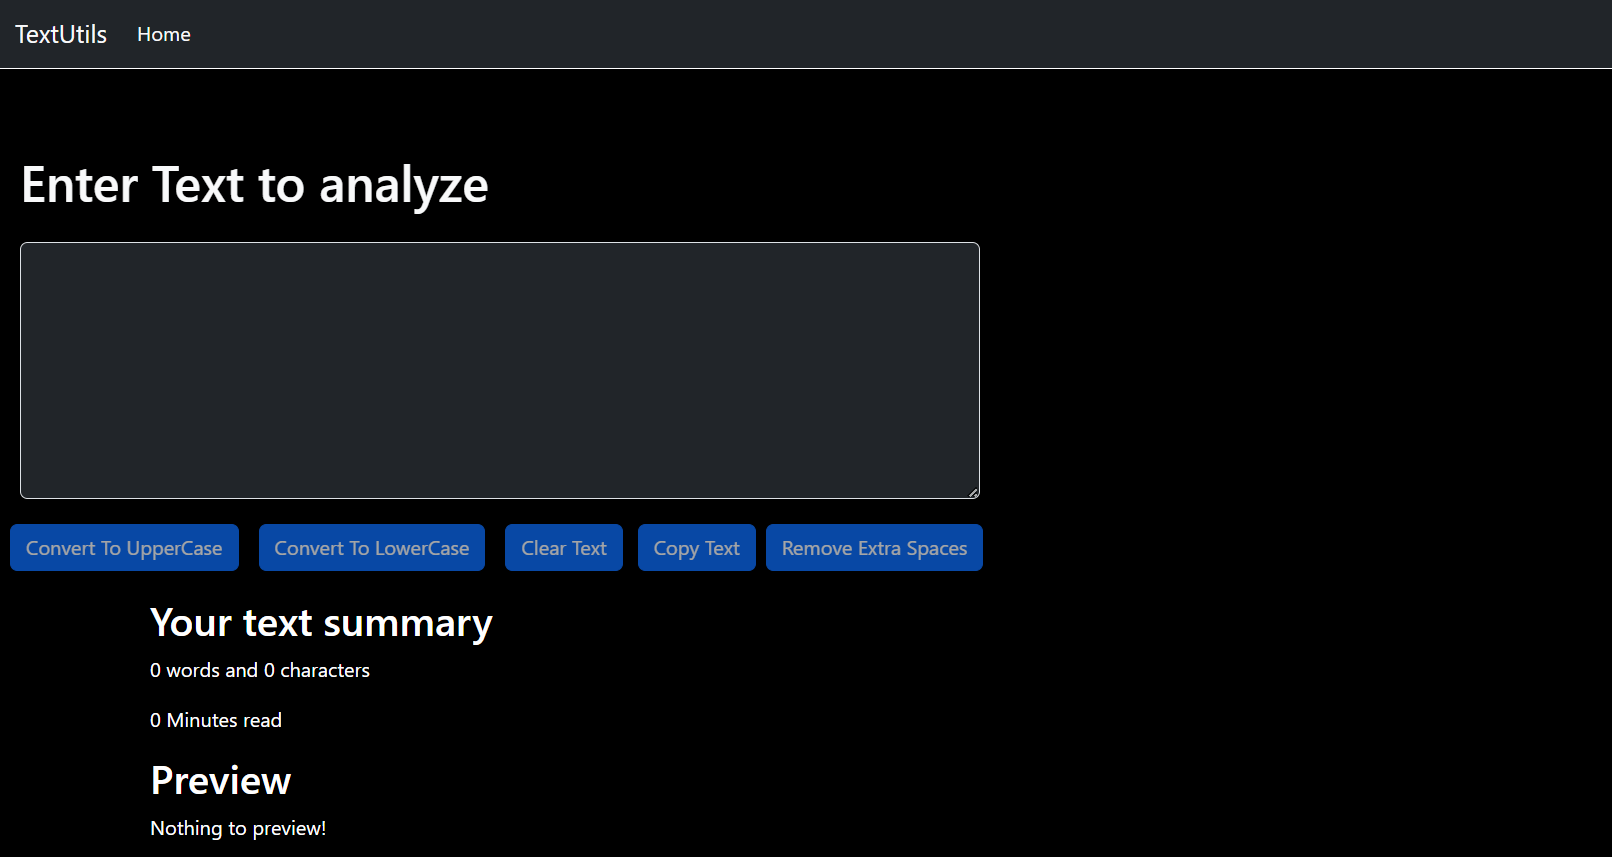 TextUtils Home
Enter Text to analyze
Convert To UpperCase Convert To LowerCase Clear Text Copy Text Remove Extra Spaces
Your text summary
0 words and 0 characters
0 Minutes read
Preview
Nothing to preview!